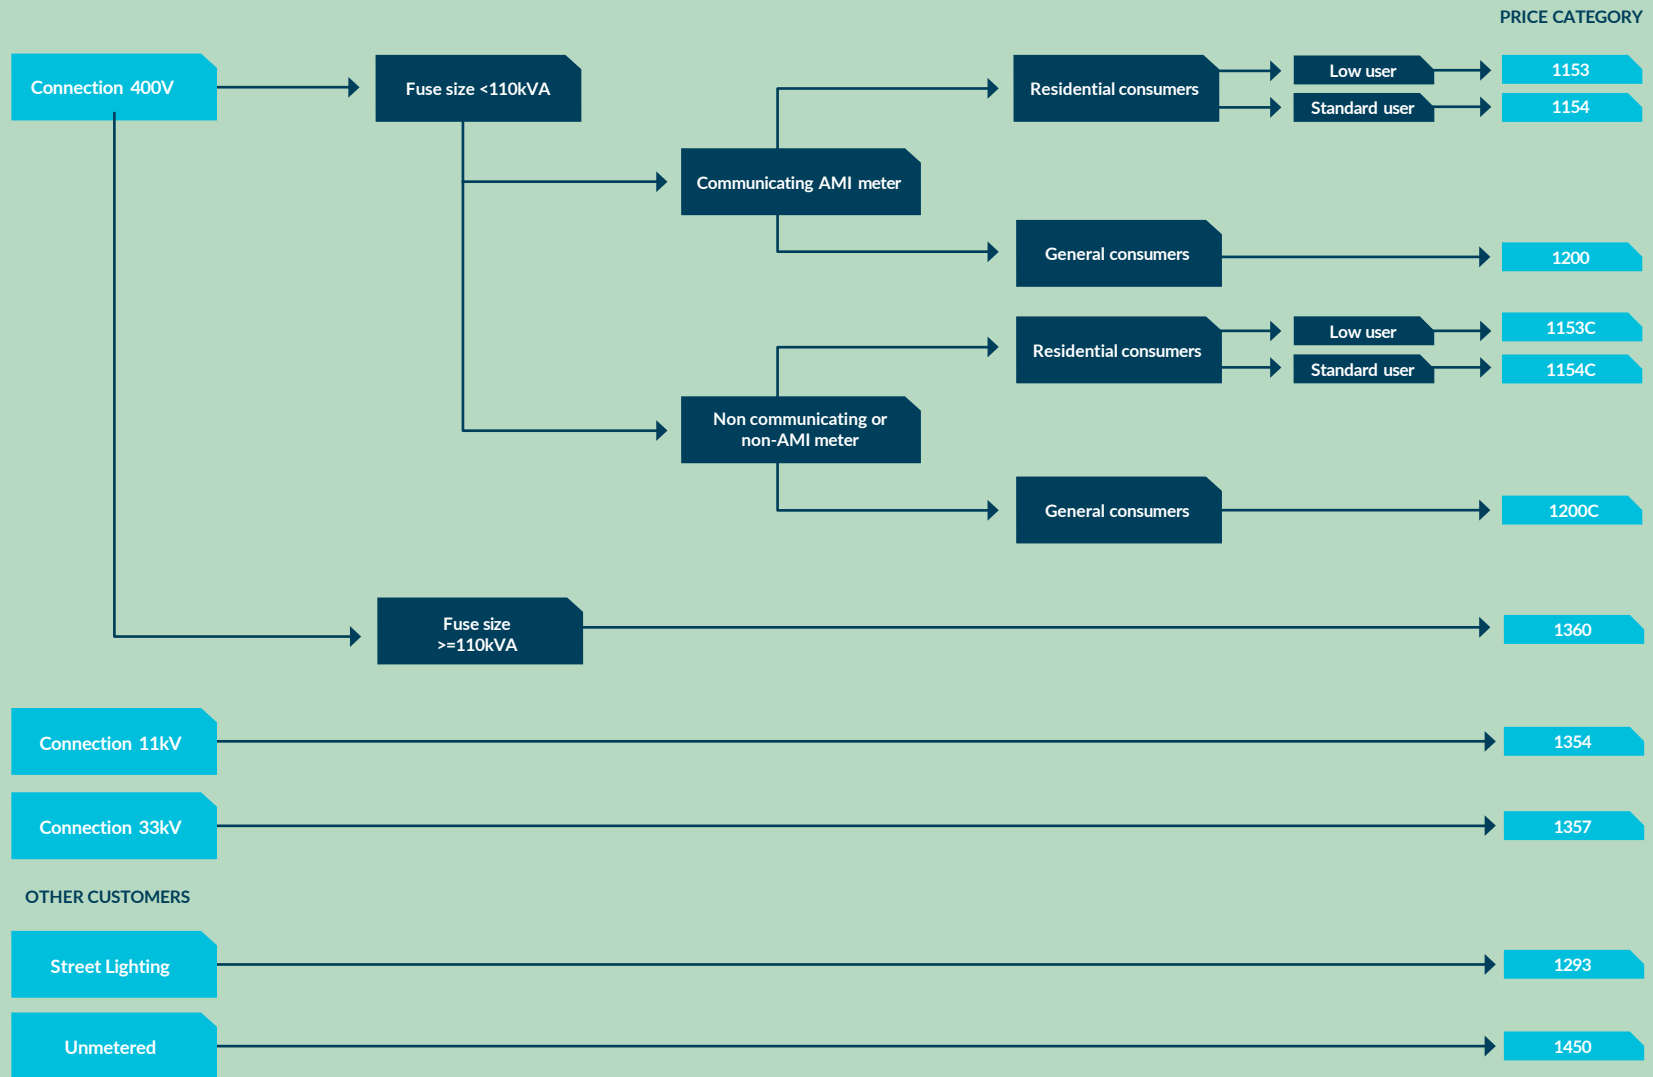 PRICE CATEGORY
Connection 400V
Fuse size <110kVA
Residential consumers
Low user
1153
Standard user
1154
Communicating AMI meter
General consumers
1200
Residential consumers
Low user
1153C
Standard user
1154C
Non communicating or
non-AMI meter
General consumers
1200C
Fuse size
>=110kVA
1360
Connection 11kV
1354
Connection 33kV
1357
OTHER CUSTOMERS
Street Lighting
1293
Unmetered
1450